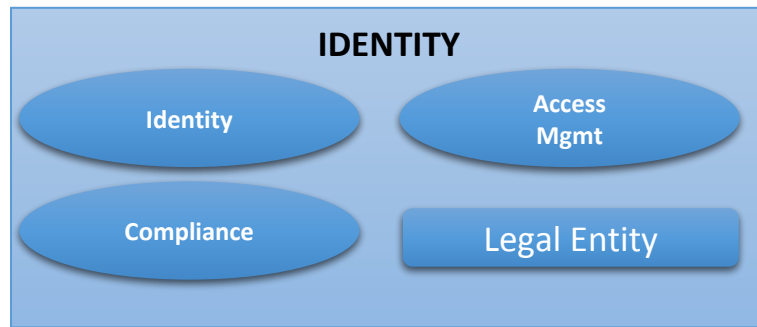 IDENTITY
Identity
Access
Mgmt
Compliance
Legal Entity